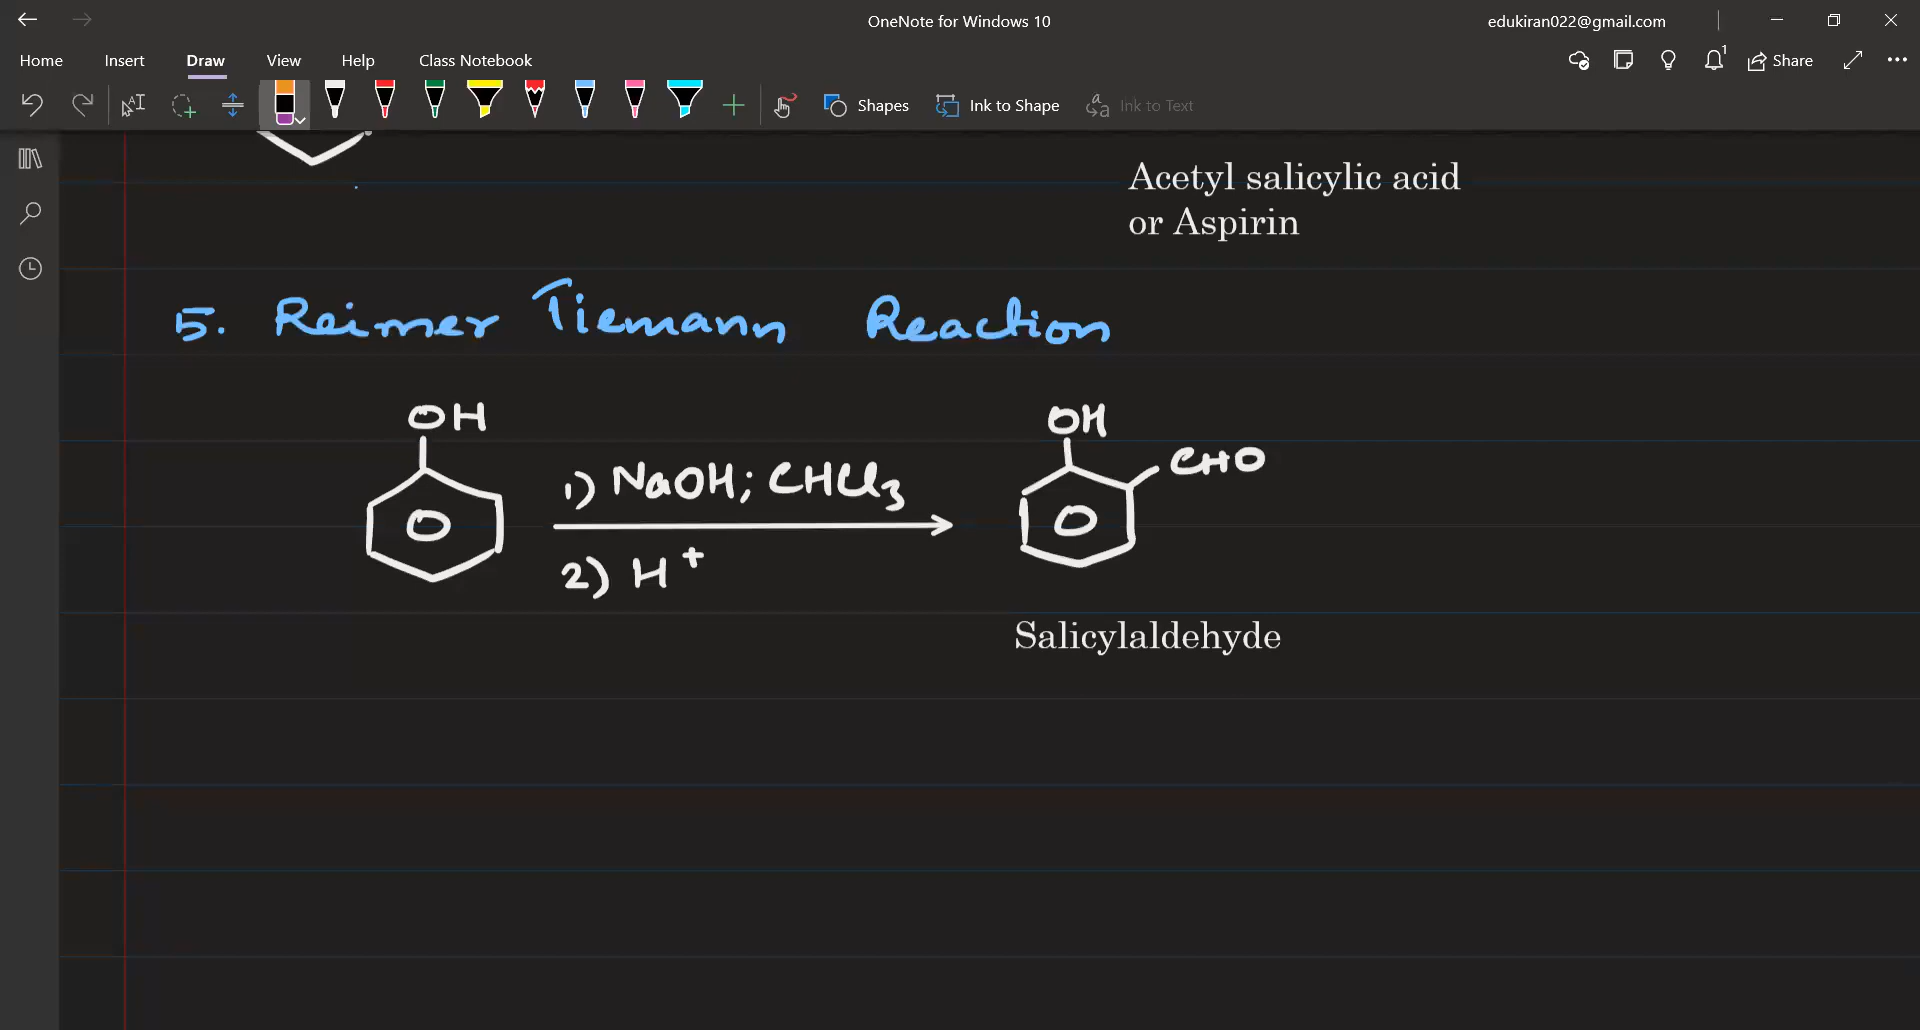 OneNote for Windows 10
edukiran022@gmail.com
Home Insert Draw View Help Class Notebook
1
Share
Shapes Ink to Shape Ink to Text
Acetyl salicylic acid
or Aspirin
5. Reimer Tiemann Reaction
OH
OH
CHO
1) NaOH; CHCl3
2) H+
Salicylaldehyde